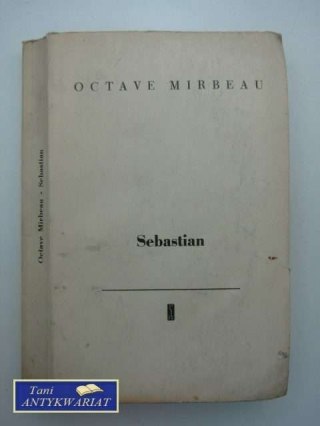 OCTAVE MIRBEAU
Sebastian
Octave Mirbeau - Sebastian
Tani
ANTYKWARIAT